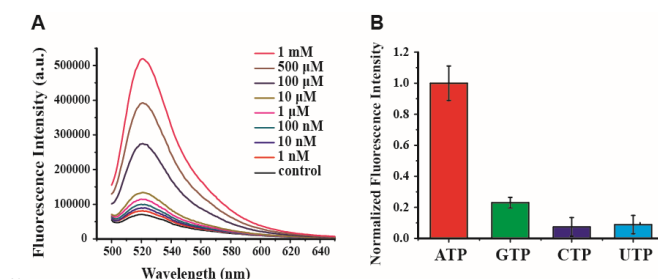 A
Fluorescence Intensity (a.u.)
500000
400000
300000
200000
100000
0
500 520 540 560 580 600 620 640
Wavelength (nm)
1 mM
500 µM
100 µM
10 µM
1 µM
100 nM
10 nM
1 nM
control
B
Normalized Fluorescence Intensity
1.2
1.0
0.8
0.6
0.4
0.2
0.0
ATP GTP CTP UTP